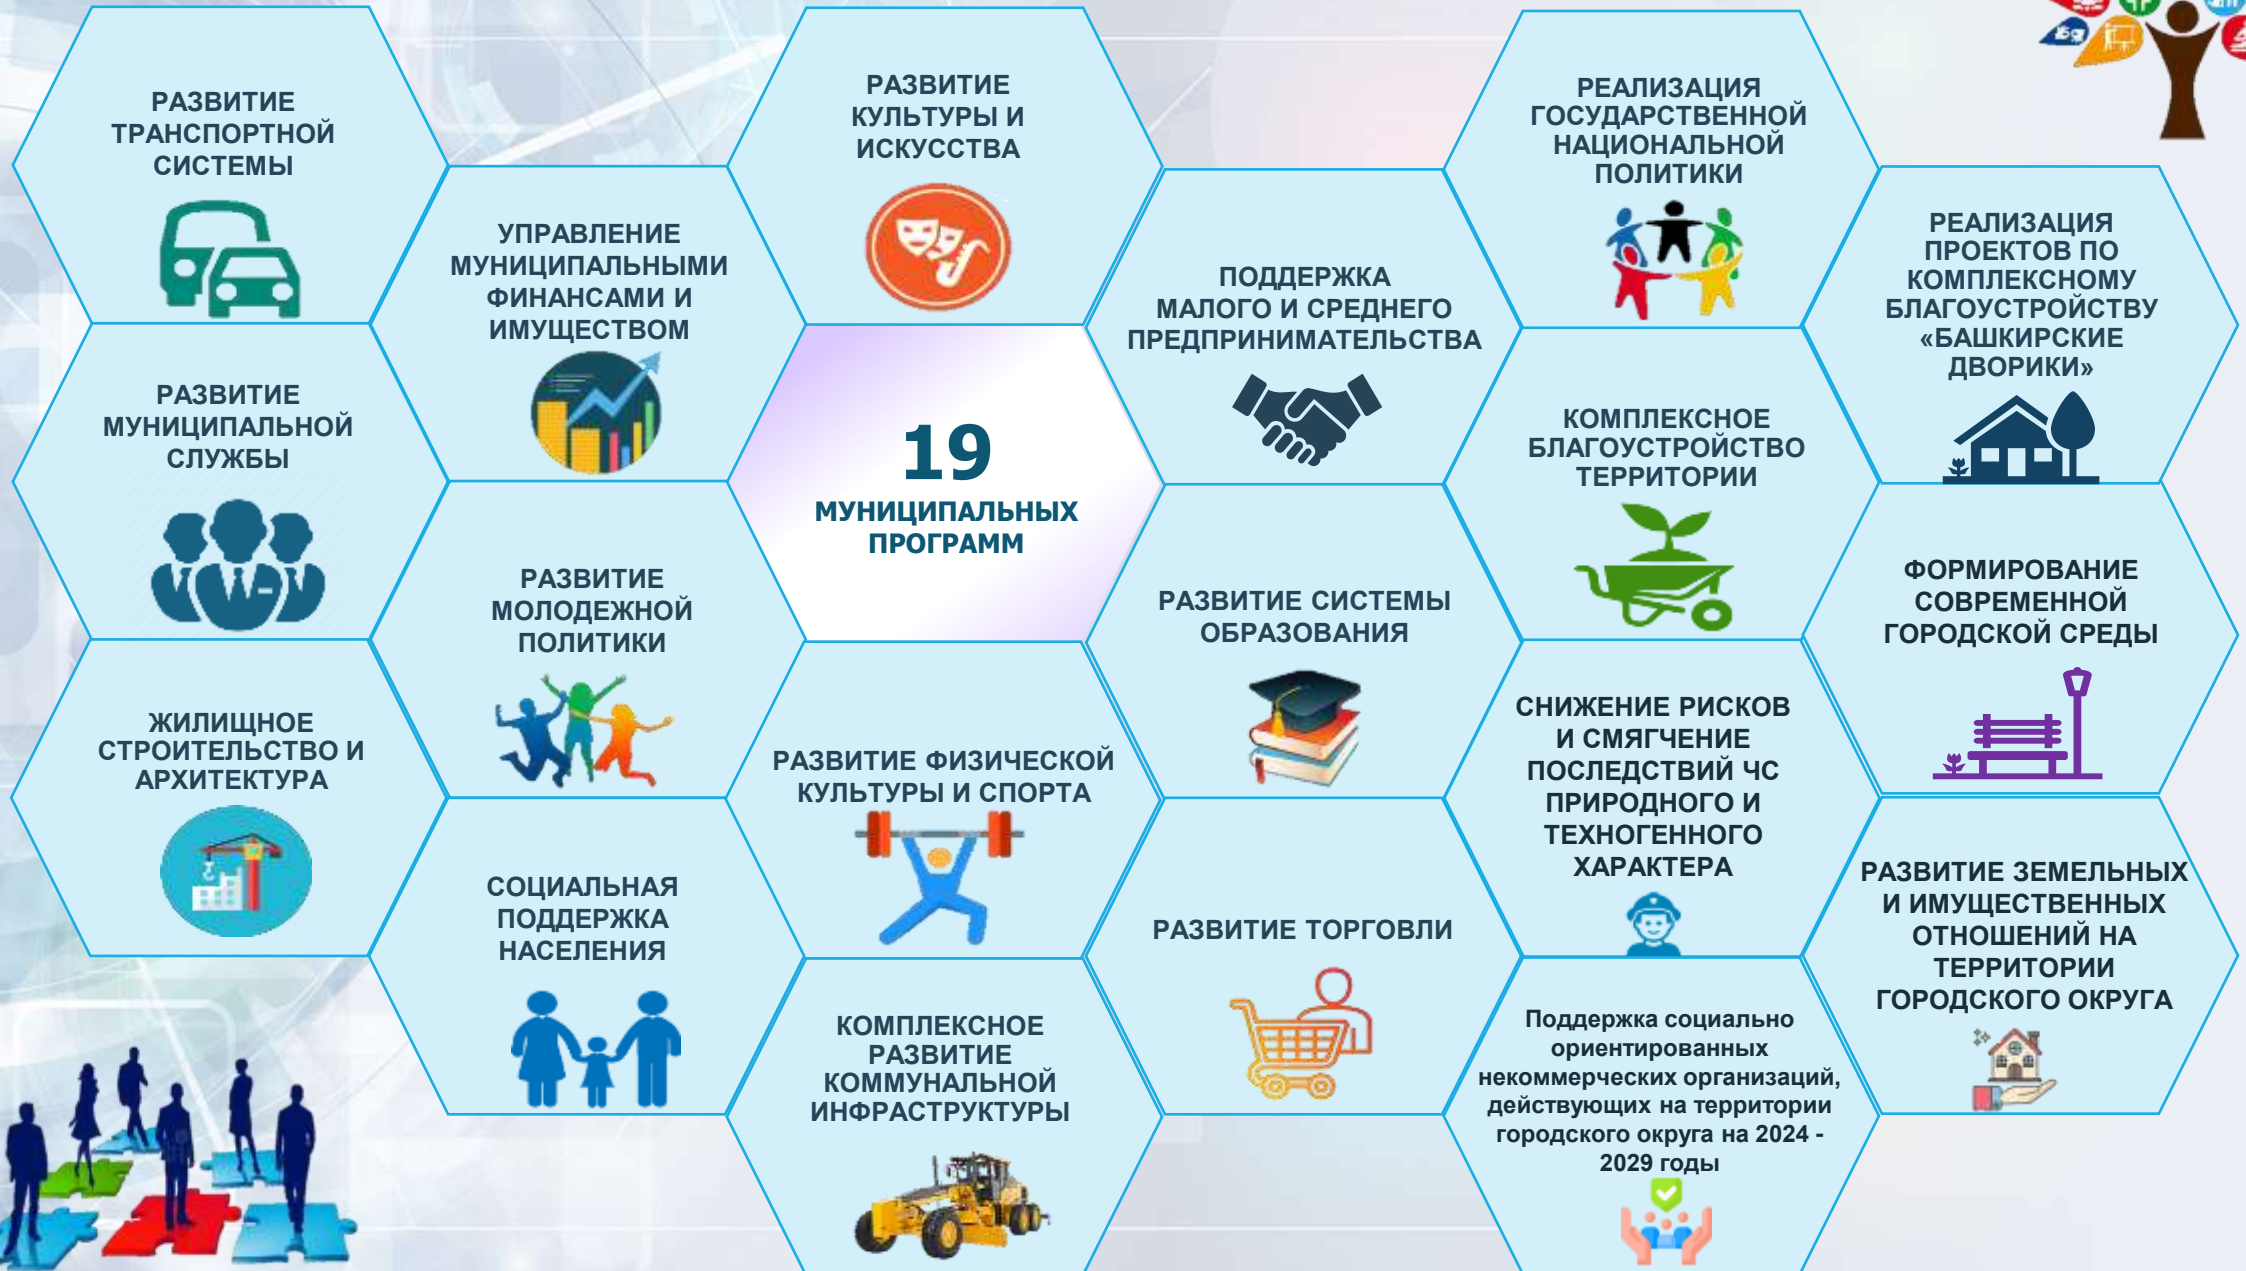 РАЗВИТИЕ
ТРАНСПОРТНОЙ
СИСТЕМЫ
РАЗВИТИЕ
МУНИЦИПАЛЬНОЙ
СЛУЖБЫ
ЖИЛИЩНОЕ
СТРОИТЕЛЬСТВО И
АРХИТЕКТУРА
УПРАВЛЕНИЕ
МУНИЦИПАЛЬНЫМИ
ФИНАНСАМИ И
ИМУЩЕСТВОМ
РАЗВИТИЕ
МОЛОДЕЖНОЙ
ПОЛИТИКИ
СОЦИАЛЬНАЯ
ПОДДЕРЖКА
НАСЕЛЕНИЯ
РАЗВИТИЕ
КУЛЬТУРЫ И
ИСКУССТВА
19
МУНИЦИПАЛЬНЫХ
ПРОГРАММ
РАЗВИТИЕ ФИЗИЧЕСКОЙ
КУЛЬТУРЫ И СПОРТА
КОМПЛЕКСНОЕ
РАЗВИТИЕ
КОММУНАЛЬНОЙ
ИНФРАСТРУКТУРЫ
ПОДДЕРЖКА
МАЛОГО И СРЕДНЕГО
ПРЕДПРИНИМАТЕЛЬСТВА
РАЗВИТИЕ СИСТЕМЫ
ОБРАЗОВАНИЯ
РАЗВИТИЕ ТОРГОВЛИ
РЕАЛИЗАЦИЯ
ГОСУДАРСТВЕННОЙ
НАЦИОНАЛЬНОЙ
ПОЛИТИКИ
КОМПЛЕКСНОЕ
БЛАГОУСТРОЙСТВО
ТЕРРИТОРИИ
СНИЖЕНИЕ РИСКОВ
И СМЯГЧЕНИЕ
ПОСЛЕДСТВИЙ ЧС
ПРИРОДНОГО И
ТЕХНОГЕННОГО
ХАРАКТЕРА
Поддержка социально
ориентированных
некоммерческих организаций,
действующих на территории
городского округа на 2024 -
2029 годы
РЕАЛИЗАЦИЯ
ПРОЕКТОВ ПО
КОМПЛЕКСНОМУ
БЛАГОУСТРОЙСТВУ
«БАШКИРСКИЕ
ДВОРИКИ»
ФОРМИРОВАНИЕ
СОВРЕМЕННОЙ
ГОРОДСКОЙ СРЕДЫ
РАЗВИТИЕ ЗЕМЕЛЬНЫХ
И ИМУЩЕСТВЕННЫХ
ОТНОШЕНИЙ НА
ТЕРРИТОРИИ
ГОРОДСКОГО ОКРУГА